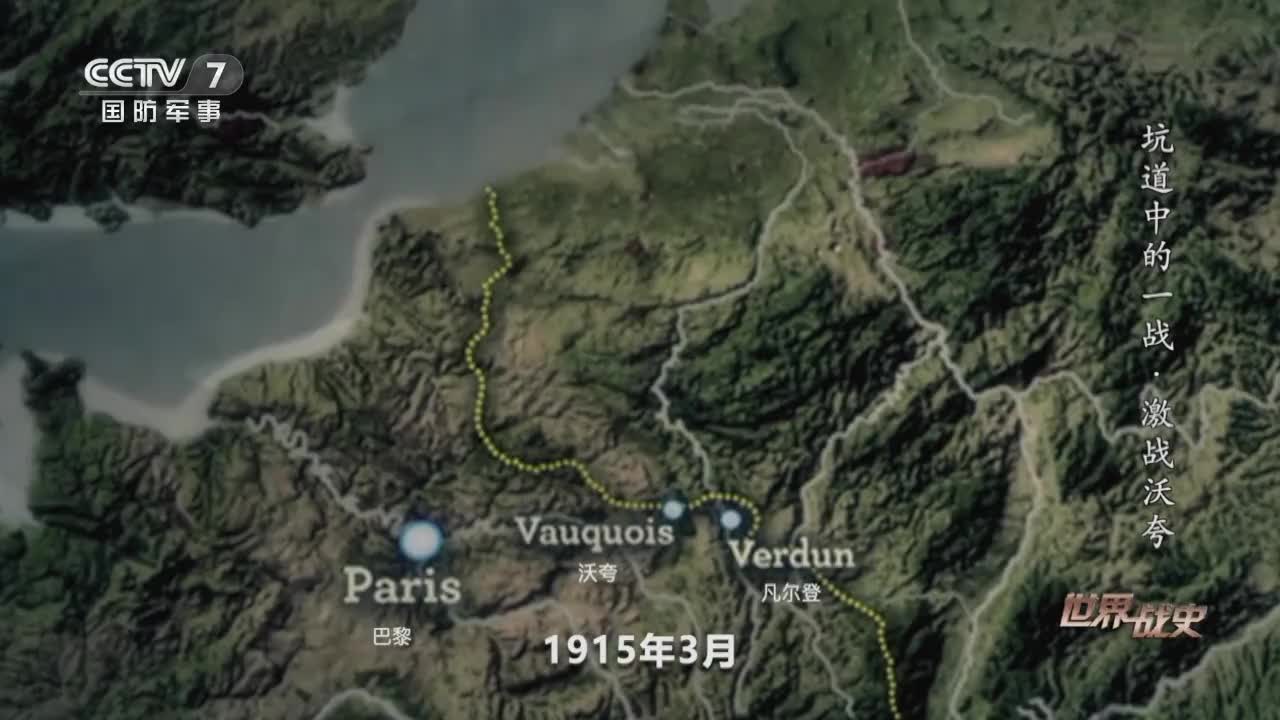 CCTV 7
国防军事
坑道中的一战·激战沃夸
Vauquois
沃夸
Verdun
凡尔登
Paris
巴黎
世界战史
1915年3月